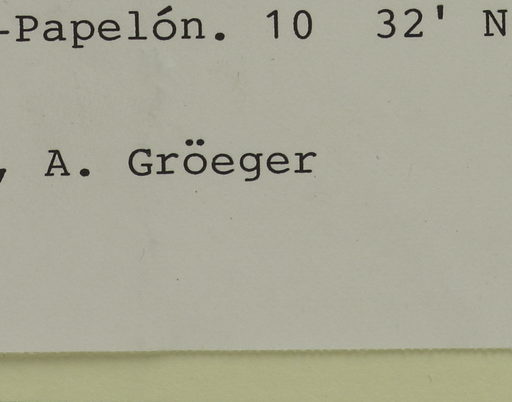 -Papelón. 10  32' N
, A. Gröeger